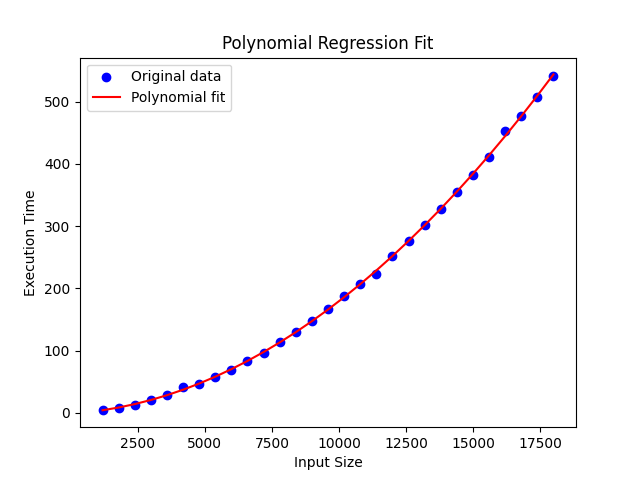 Polynomial Regression Fit
Original data
Polynomial fit
Execution Time
500
400
300
200
100
0
2500 5000 7500 10000 12500 15000 17500
Input Size